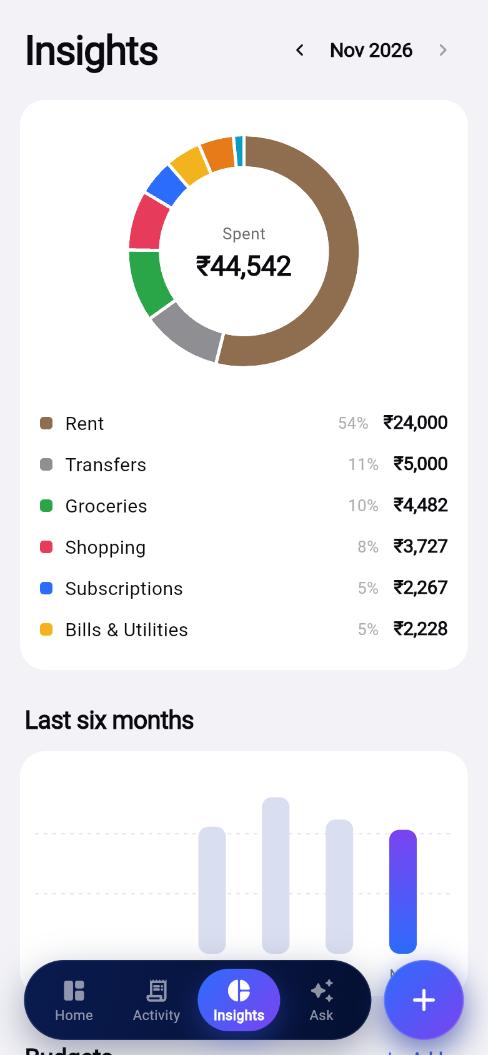 Insights
Nov 2026
Spent
₹44,542
Rent 54% ₹24,000
Transfers 11% ₹5,000
Groceries 10% ₹4,482
Shopping 8% ₹3,727
Subscriptions 5% ₹2,267
Bills & Utilities 5% ₹2,228
Last six months
Home Activity Insights Ask
Budgets